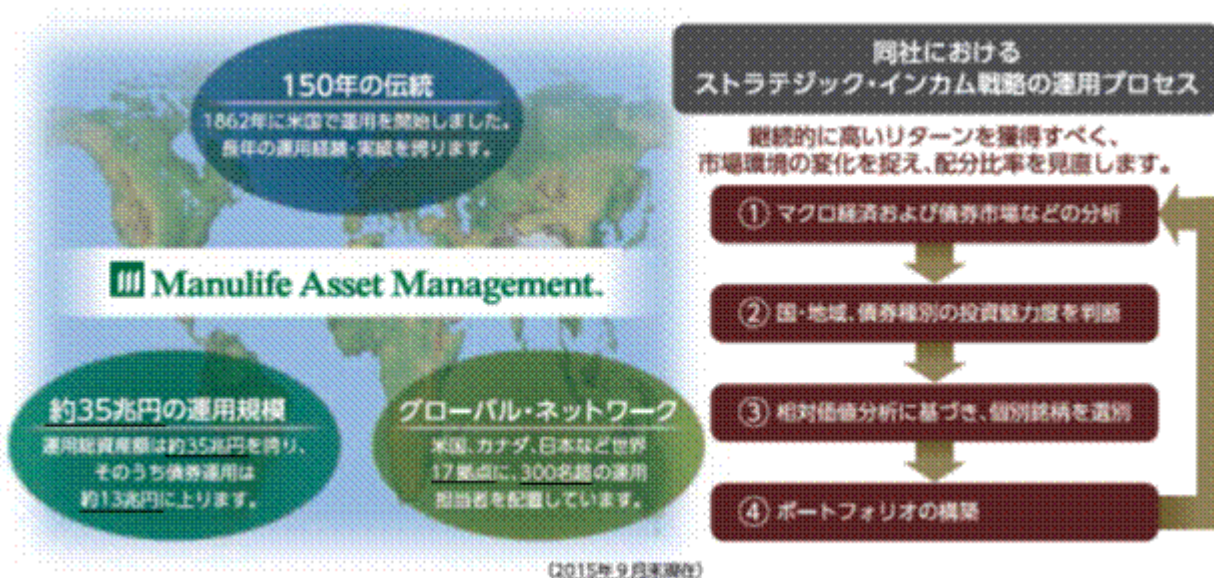 150年の伝統
1862年に米国で運用を開始しました。
長年の運用経験・実績を誇ります。
Manulife Asset Management.
約35兆円の運用規模
運用総資産額は約35兆円を誇り、
そのうち債券運用は
約13兆円に上ります。
グローバル・ネットワーク
米国、カナダ、日本など世界
17拠点に、300名超の運用
担当者を配置しています。
同社における
ストラテジック・インカム戦略の運用プロセス
継続的に高いリターンを獲得すべく、
市場環境の変化を捉え、配分比率を見直します。
① マクロ経済および債券市場などの分析
② 国・地域、債券種別の投資魅力度を判断
③ 相対価値分析に基づき、個別銘柄を選別
④ ポートフォリオの構築
(2015年9月末現在)